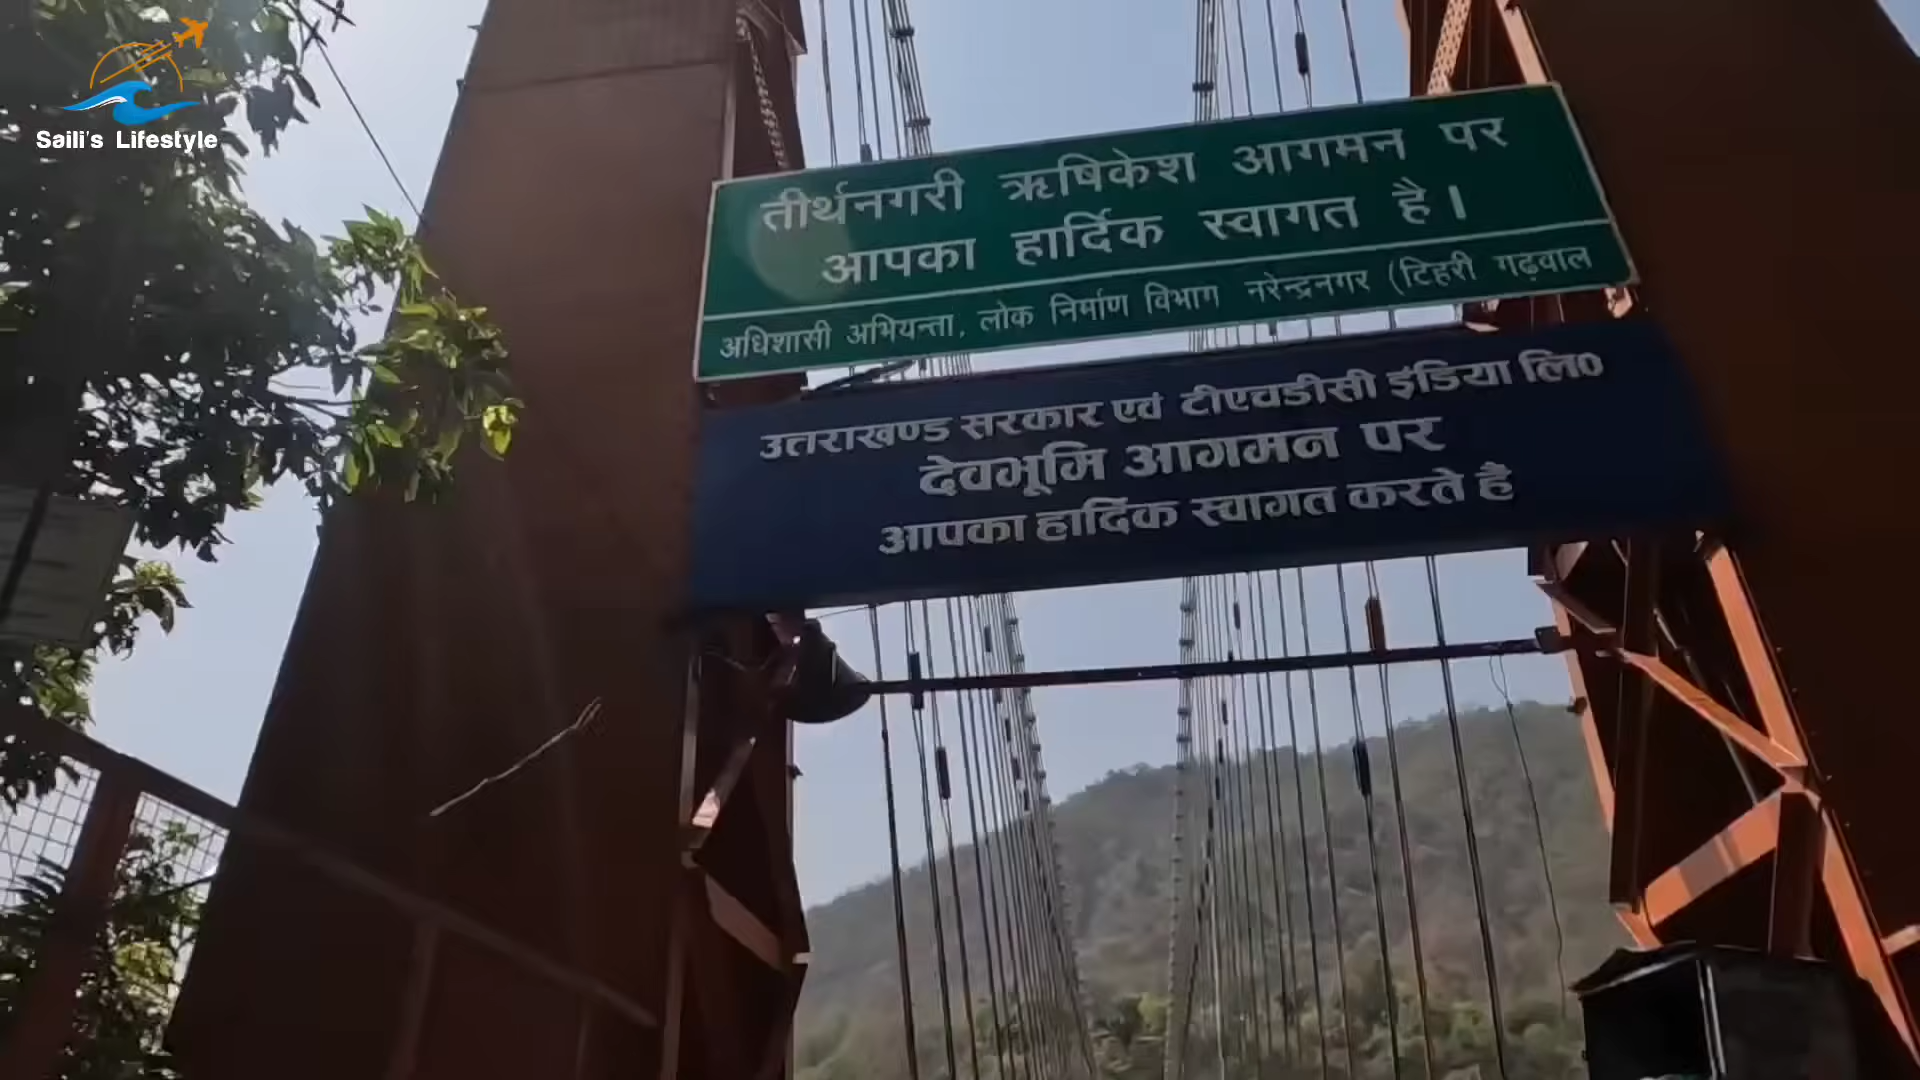 Saili's Lifestyle
तीर्थनगरी ऋषिकेश आगमन पर
आपका हार्दिक स्वागत है।
अधिशासी अभियन्ता, लोक निर्माण विभाग नरेन्द्रनगर (टिहरी गढ़वाल
उत्तराखण्ड सरकार एवं टीएचडीसी इंडिया लि०
देवभूमि आगमन पर
आपका हार्दिक स्वागत करते हैं